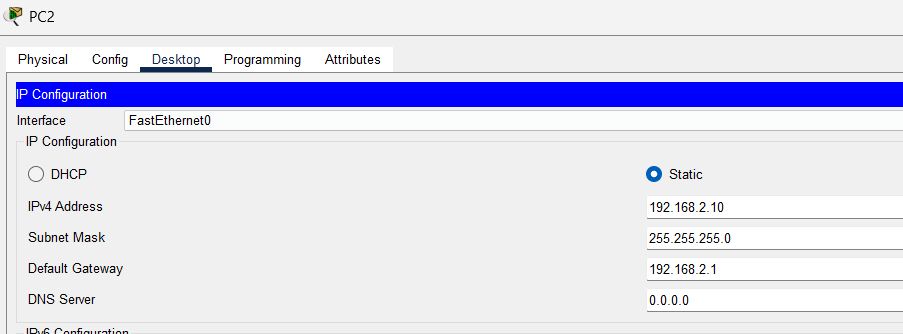 PC2
Physical Config Desktop Programming Attributes
IP Configuration
Interface FastEthernet0
IP Configuration
DHCP Static
IPv4 Address 192.168.2.10
Subnet Mask 255.255.255.0
Default Gateway 192.168.2.1
DNS Server 0.0.0.0
IPv6 Configuration